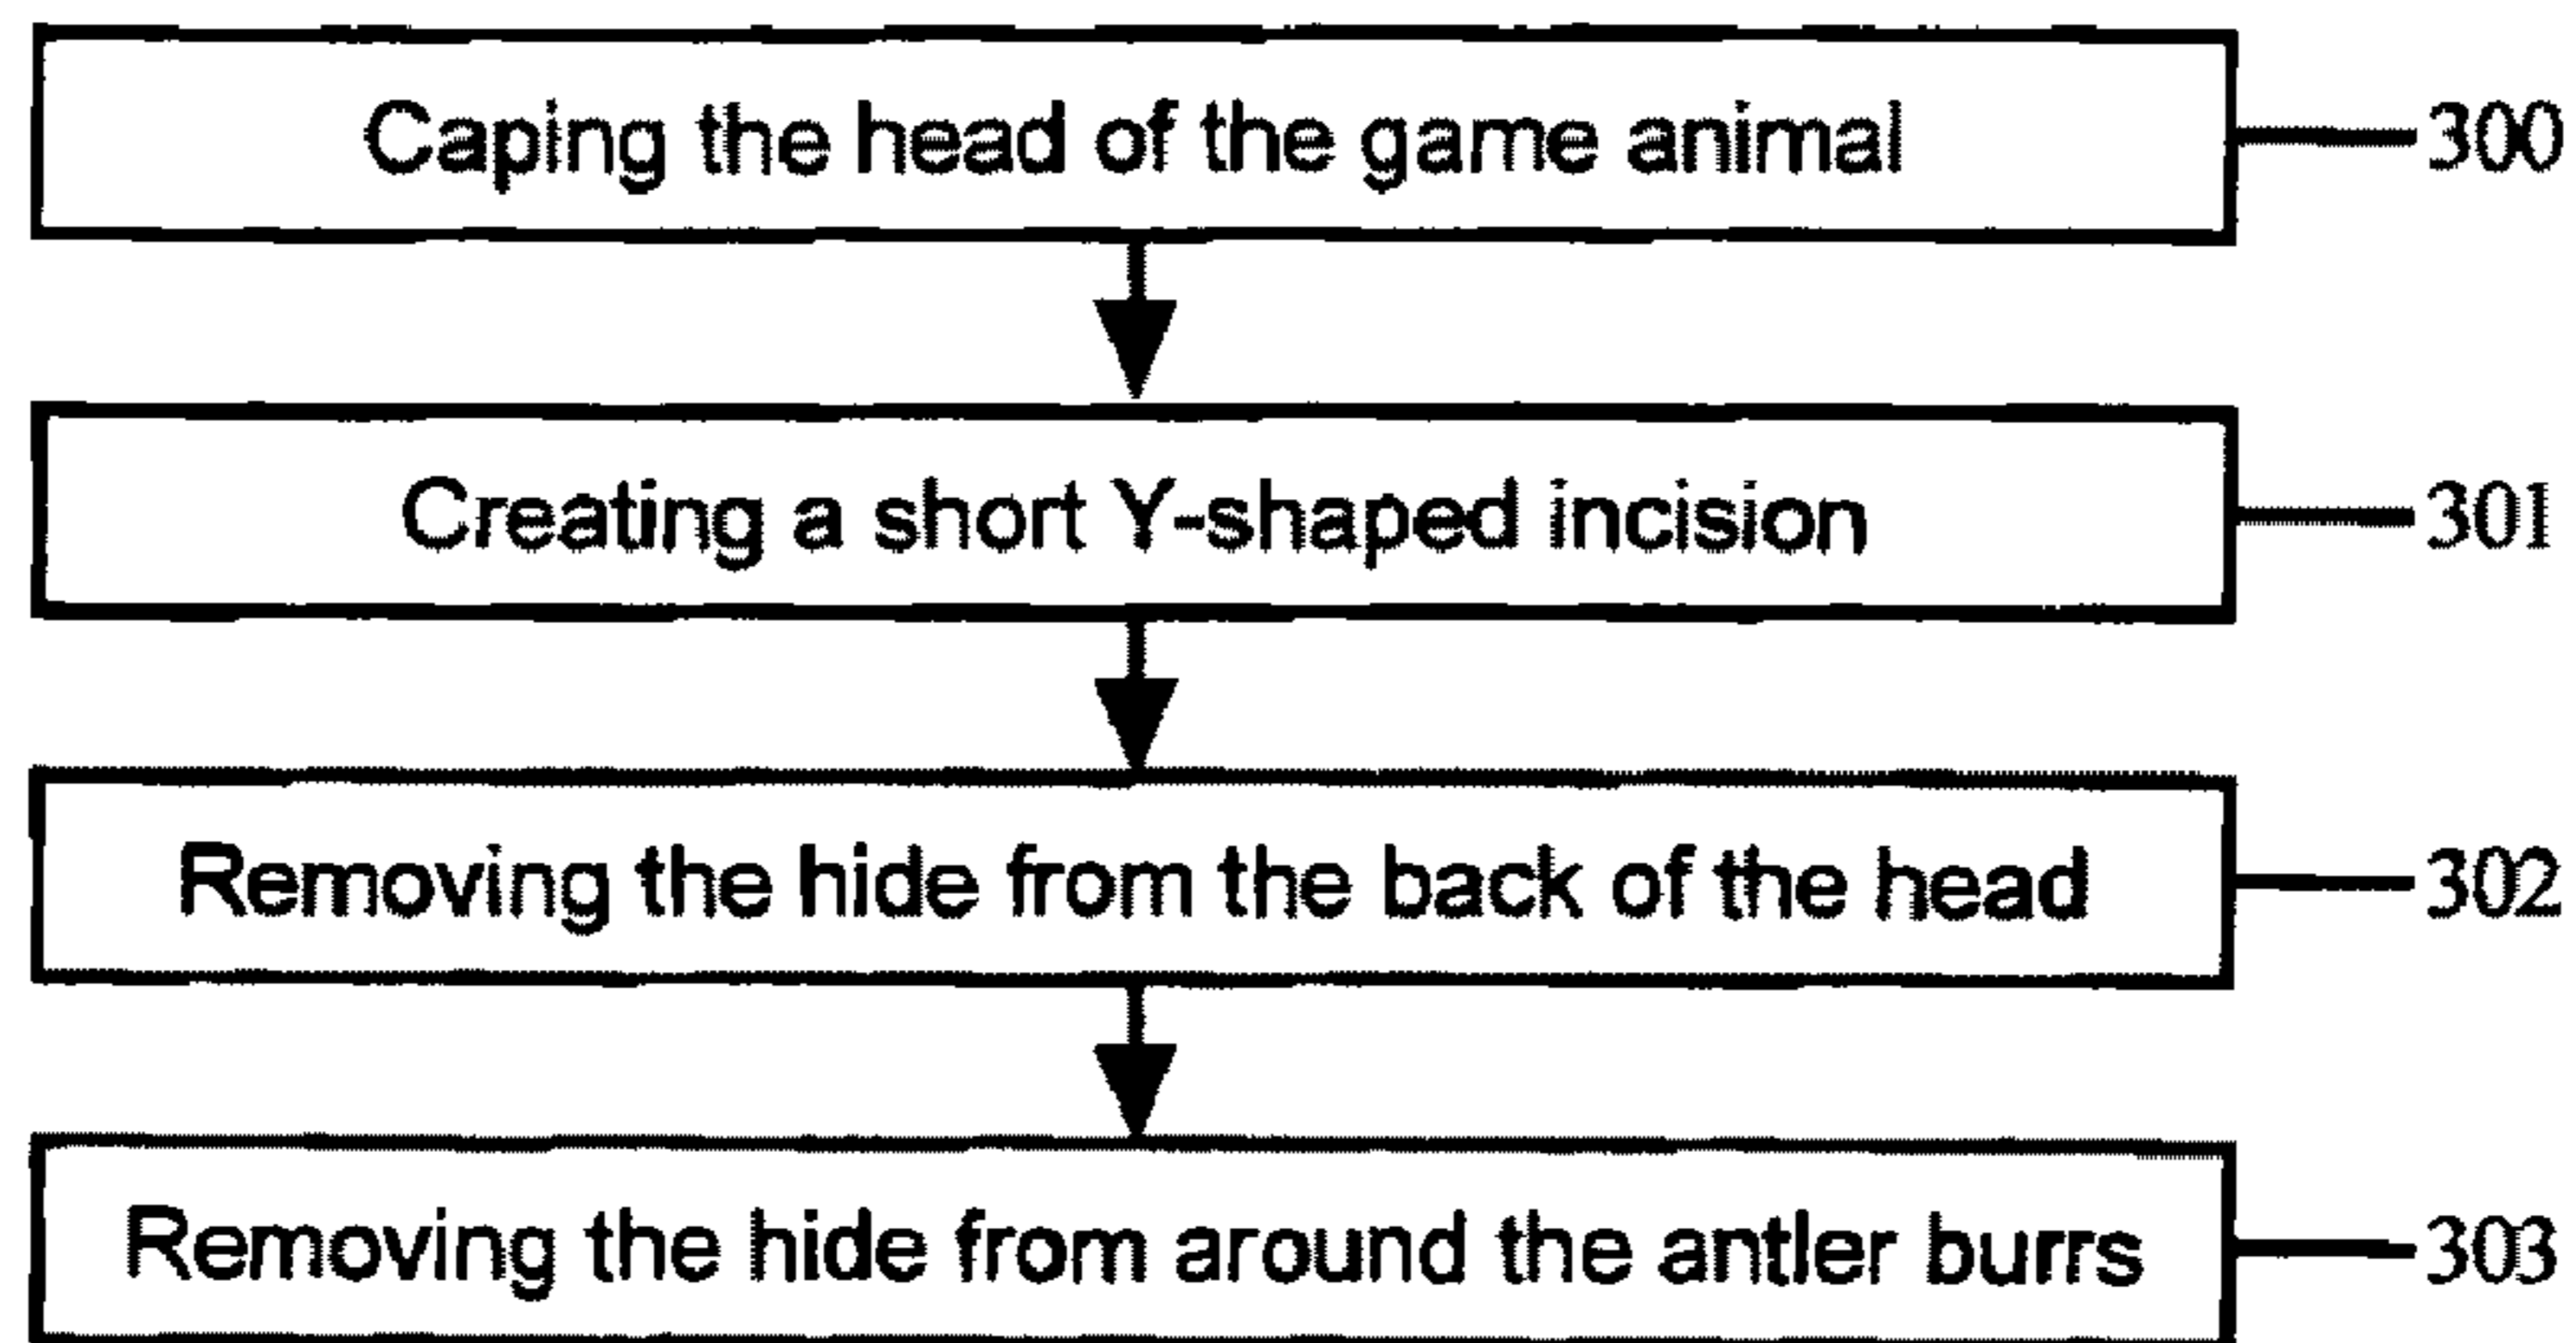 Caping the head of the game animal 300
Creating a short Y-shaped incision 301
Removing the hide from the back of the head 302
Removing the hide from around the antler burrs 303